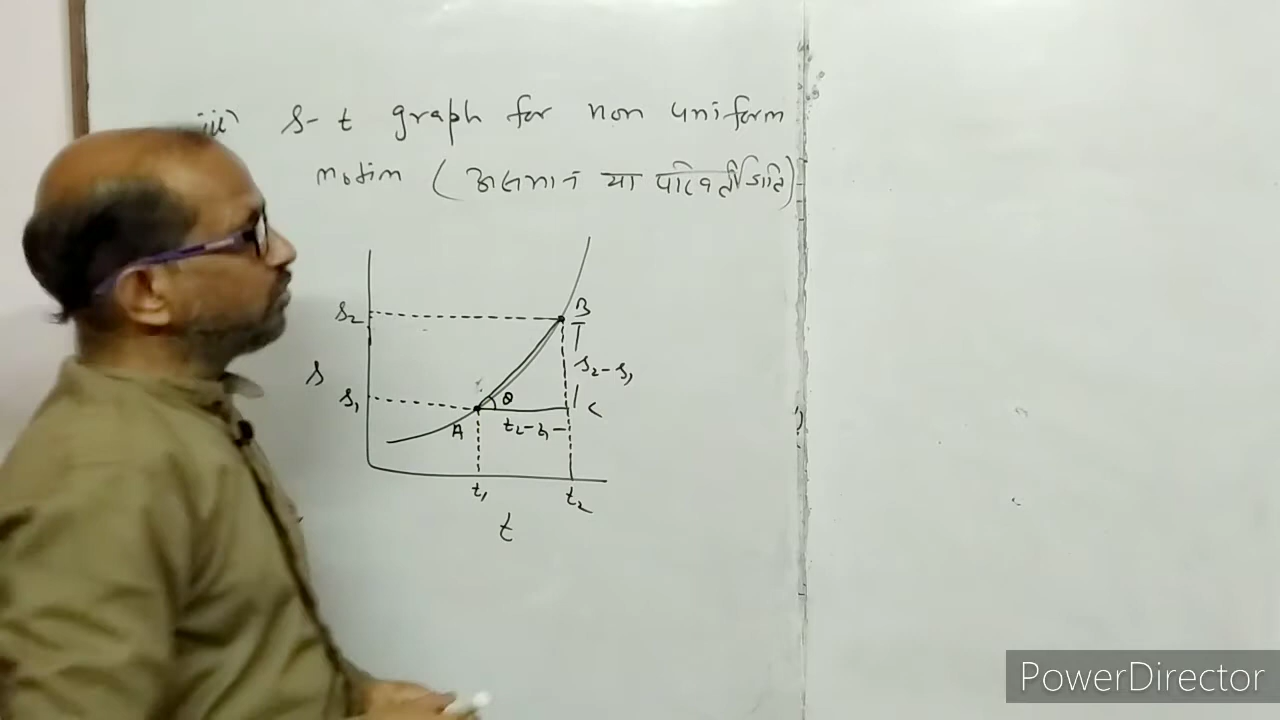 iii) s-t graph for non uniform
motion (असमान या परिवर्ती गति)
s₂
B
s₂-s₁
s
s₁
θ
C
A
t₂-t₁
t₁
t₂
t
PowerDirector